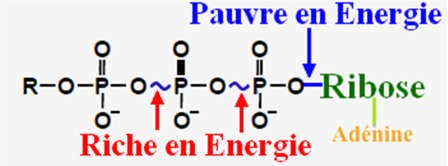 Pauvre en Energie
O O O
R-O-P-O~P-O~P-O-Ribose
O⁻ O⁻ O⁻
Riche en Energie
Adénine